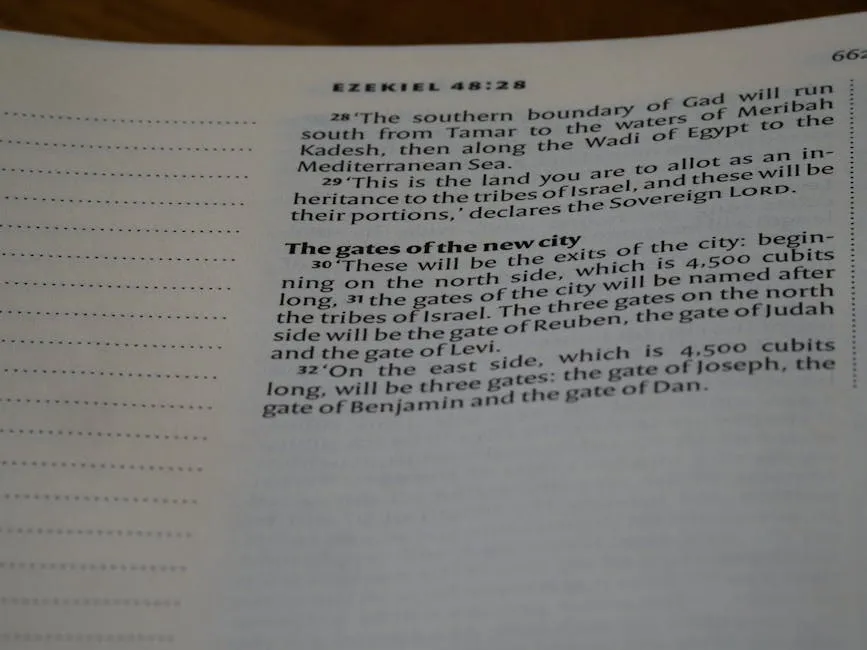 EZEKIEL 48:28
662
28 ‘The southern boundary of Gad will run
south from Tamar to the waters of Meribah
Kadesh, then along the Wadi of Egypt to the
Mediterranean Sea.
29 ‘This is the land you are to allot as an in-
heritance to the tribes of Israel, and these will be
their portions,’ declares the Sovereign LORD.
The gates of the new city
30 ‘These will be the exits of the city: begin-
ning on the north side, which is 4,500 cubits
long, 31 the gates of the city will be named after
the tribes of Israel. The three gates on the north
side will be the gate of Reuben, the gate of Judah
and the gate of Levi.
32 ‘On the east side, which is 4,500 cubits
long, will be three gates: the gate of Joseph, the
gate of Benjamin and the gate of Dan.